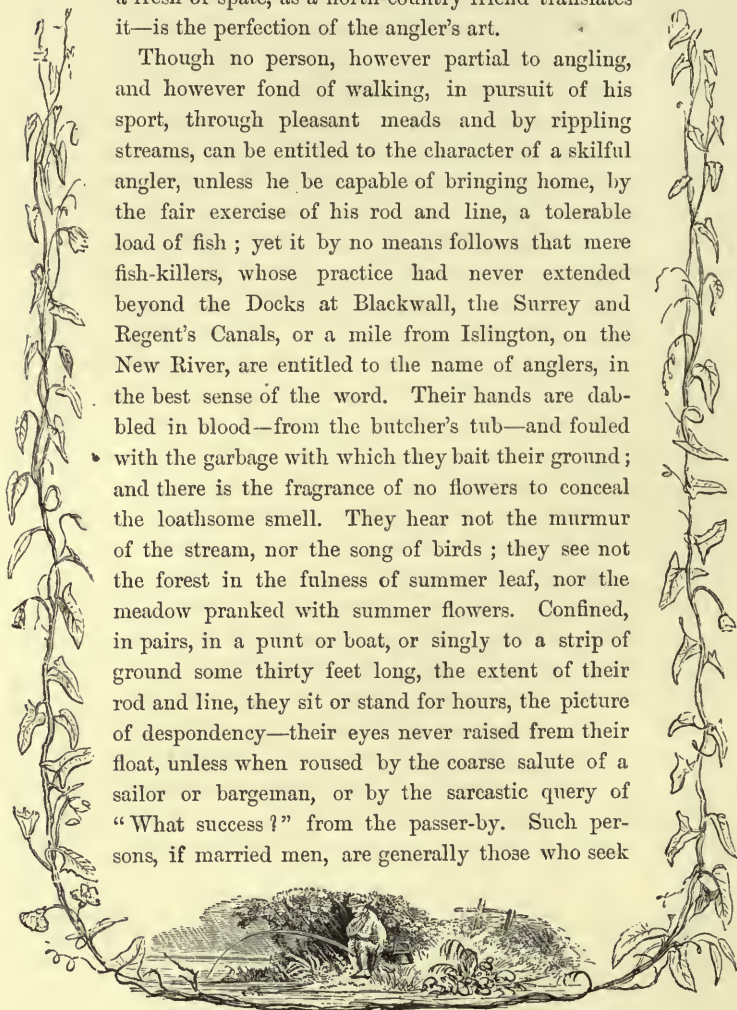 a fresh or spate, as a north-country friend translates
it—is the perfection of the angler's art.
Though no person, however partial to angling,
and however fond of walking, in pursuit of his
sport, through pleasant meads and by rippling
streams, can be entitled to the character of a skilful
angler, unless he be capable of bringing home, by
the fair exercise of his rod and line, a tolerable
load of fish ; yet it by no means follows that mere
fish-killers, whose practice had never extended
beyond the Docks at Blackwall, the Surrey and
Regent's Canals, or a mile from Islington, on the
New River, are entitled to the name of anglers, in
the best sense of the word. Their hands are dab-
bled in blood—from the butcher's tub—and fouled
with the garbage with which they bait their ground ;
and there is the fragrance of no flowers to conceal
the loathsome smell. They hear not the murmur
of the stream, nor the song of birds ; they see not
the forest in the fulness of summer leaf, nor the
meadow pranked with summer flowers. Confined,
in pairs, in a punt or boat, or singly to a strip of
ground some thirty feet long, the extent of their
rod and line, they sit or stand for hours, the picture
of despondency—their eyes never raised frem their
float, unless when roused by the coarse salute of a
sailor or bargeman, or by the sarcastic query of
"What success?" from the passer-by. Such per-
sons, if married men, are generally those who seek